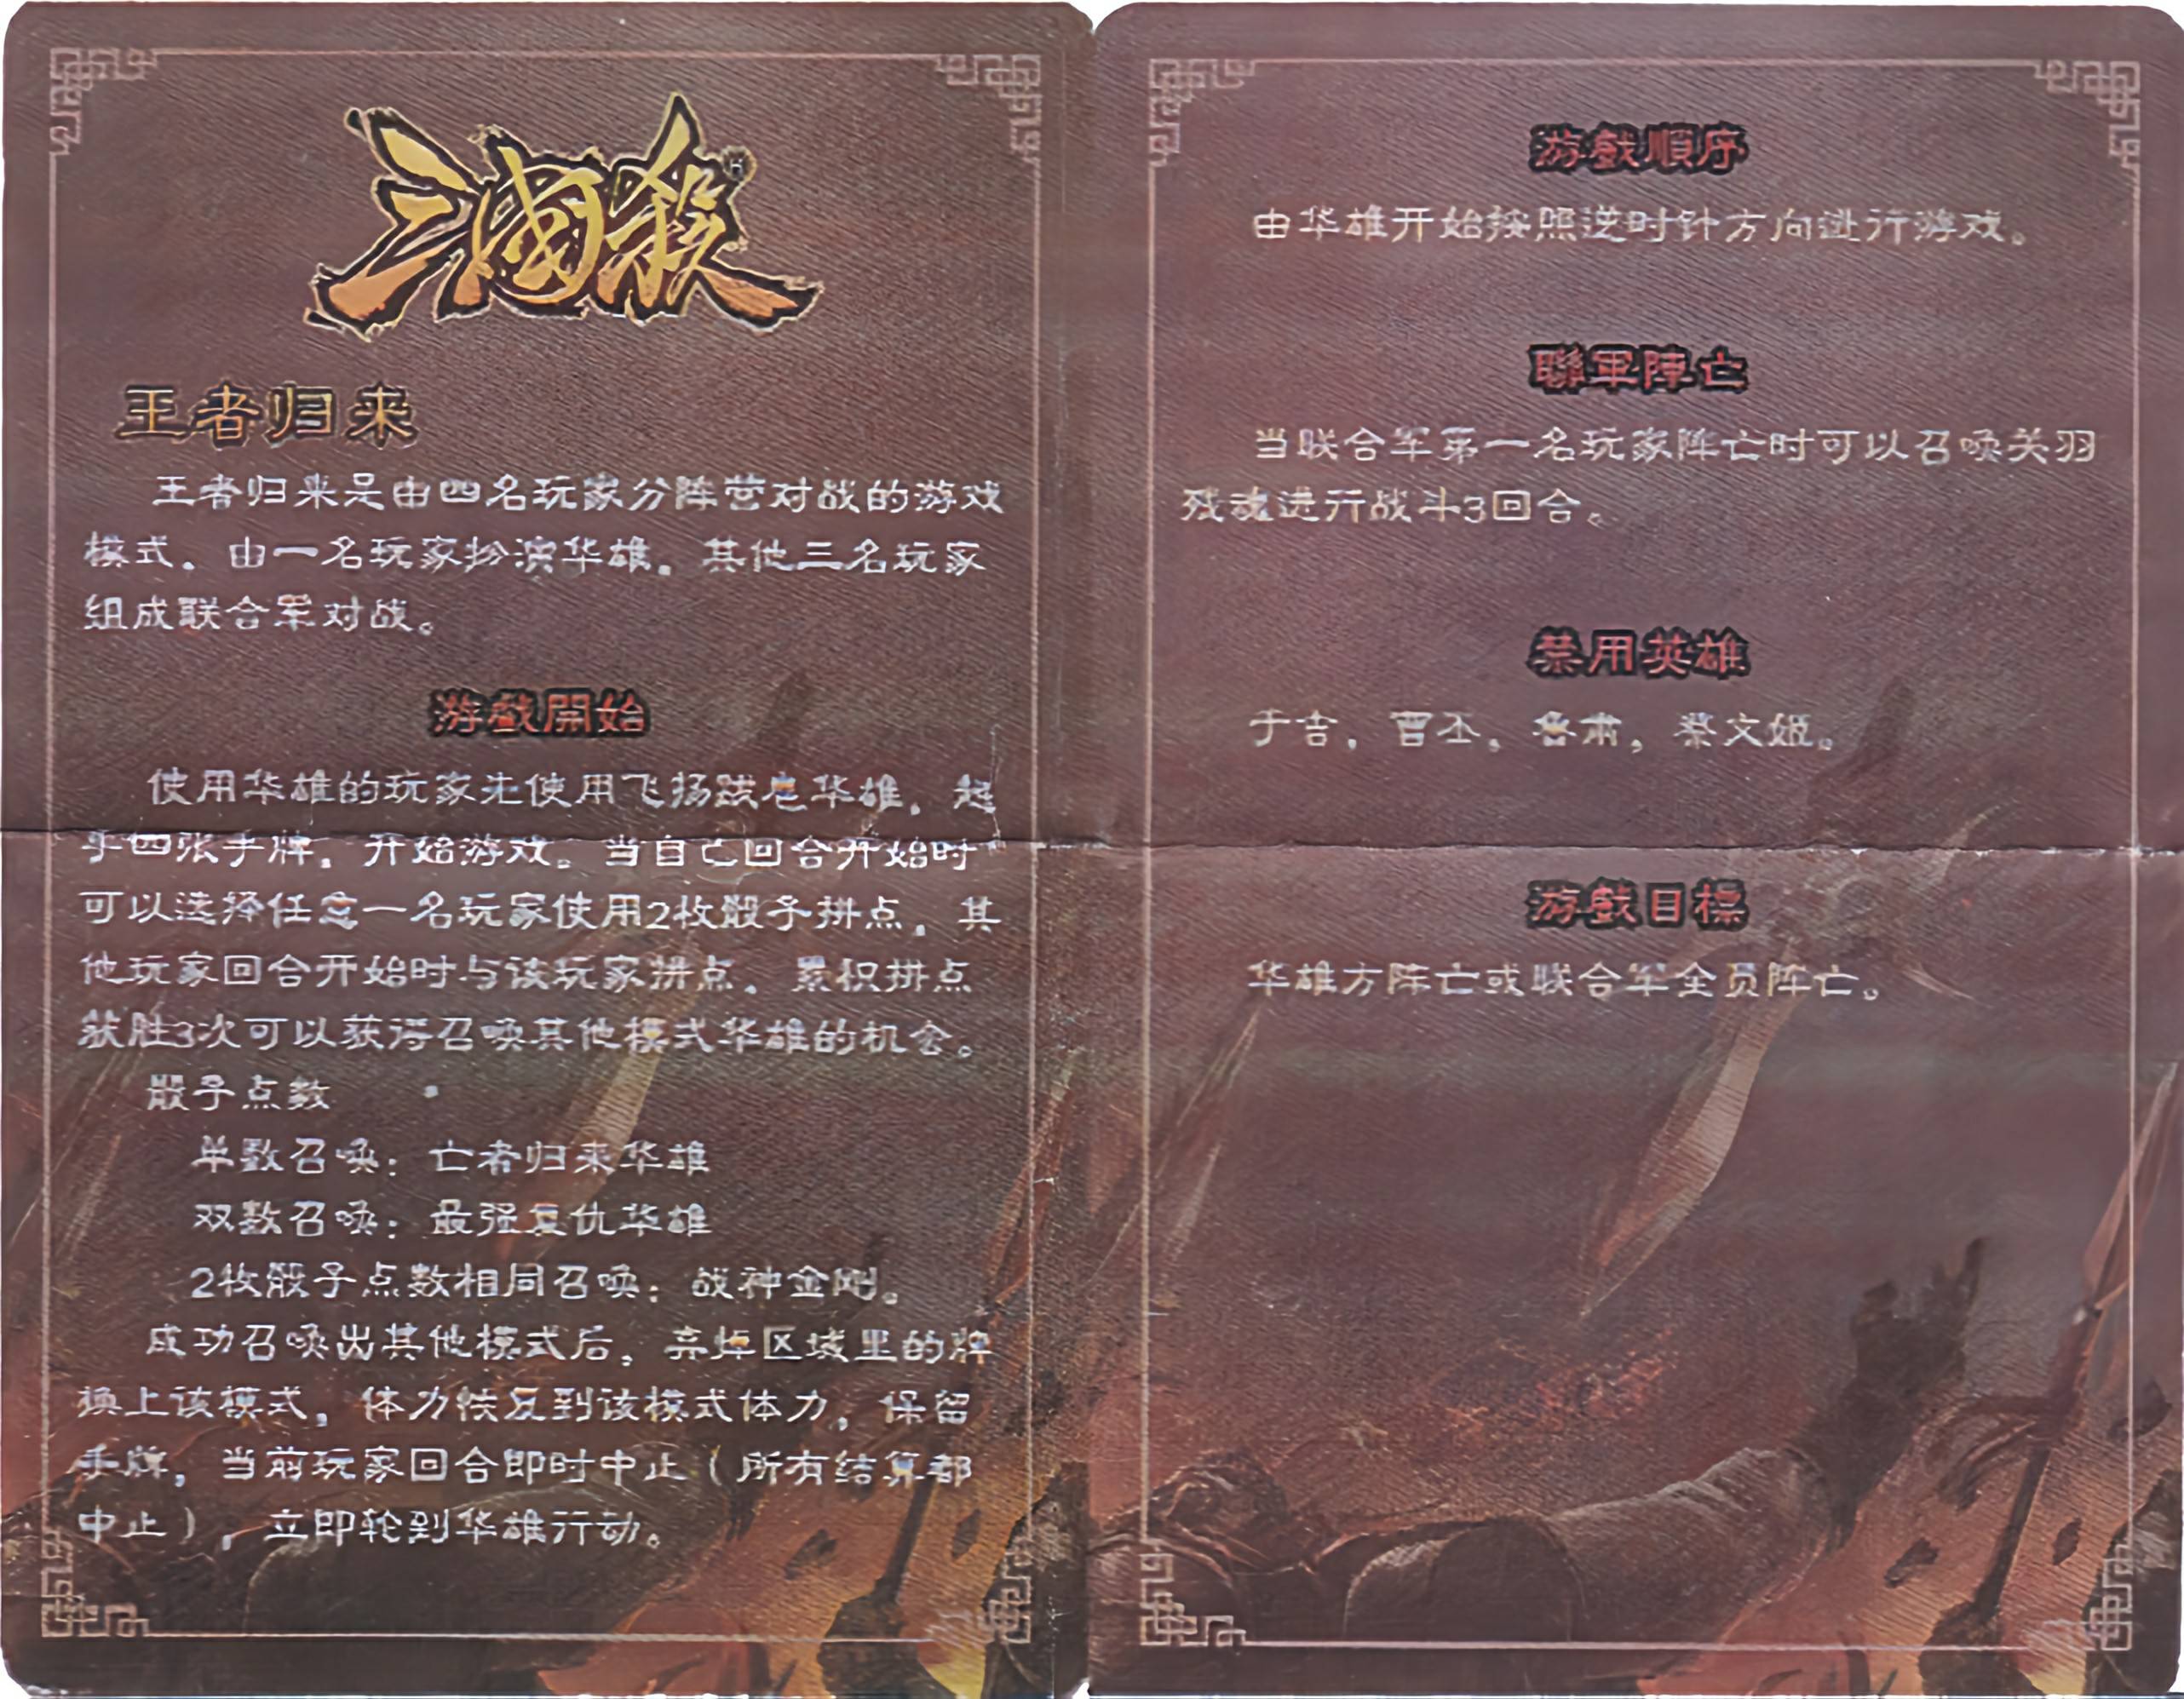 三國殺
王者归来
王者归来是由四名玩家分阵营对战的游戏
模式，由一名玩家扮演华雄，其他三名玩家
组成联合军对战。
游戲開始
使用华雄的玩家先使用飞扬跋扈华雄，起
手四张手牌，开始游戏。当自己回合开始时
可以选择任意一名玩家使用2枚骰子拼点，其
他玩家回合开始时与该玩家拼点，累积拼点
获胜3次可以获得召唤其他模式华雄的机会。
骰子点数
单数召唤：亡者归来华雄
双数召唤：最强复仇华雄
2枚骰子点数相同召唤：战神金刚。
成功召唤出其他模式后，弃掉区域里的牌
换上该模式，体力恢复到该模式体力，保留
手牌，当前玩家回合即时中止（所有结算都
中止），立即轮到华雄行动。
游戲順序
由华雄开始按照逆时针方向进行游戏。
聯軍陣亡
当联合军第一名玩家阵亡时可以召唤关羽
残魂进行战斗3回合。
禁用英雄
于吉，曹丕，鲁肃，蔡文姬。
游戲目標
华雄方阵亡或联合军全员阵亡。